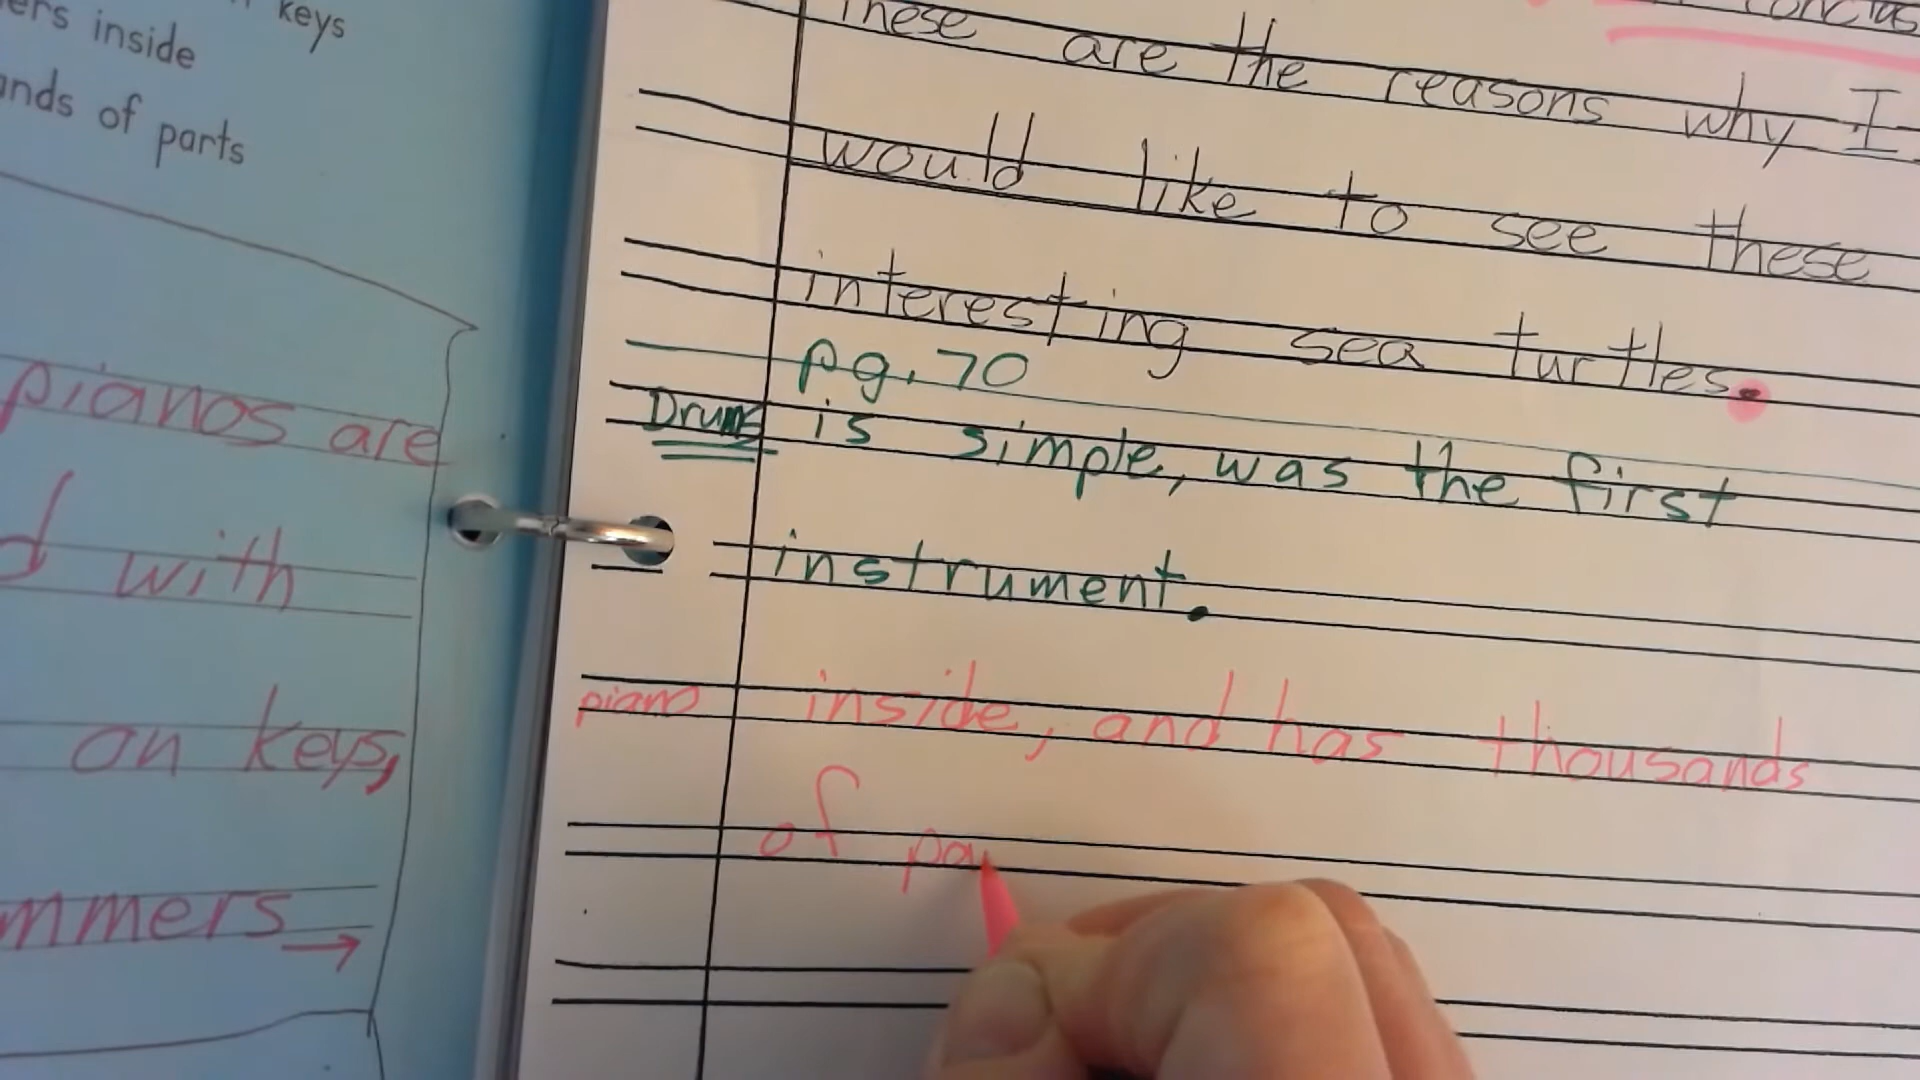 keys
ers inside
ands of parts
pianos are
d with
on keys,
mmers →
conclus
These are the reasons why I
would like to see these
interesting sea turtles.
pg. 70
Drums is simple, was the first
instrument.
piano inside, and has thousands
of pa